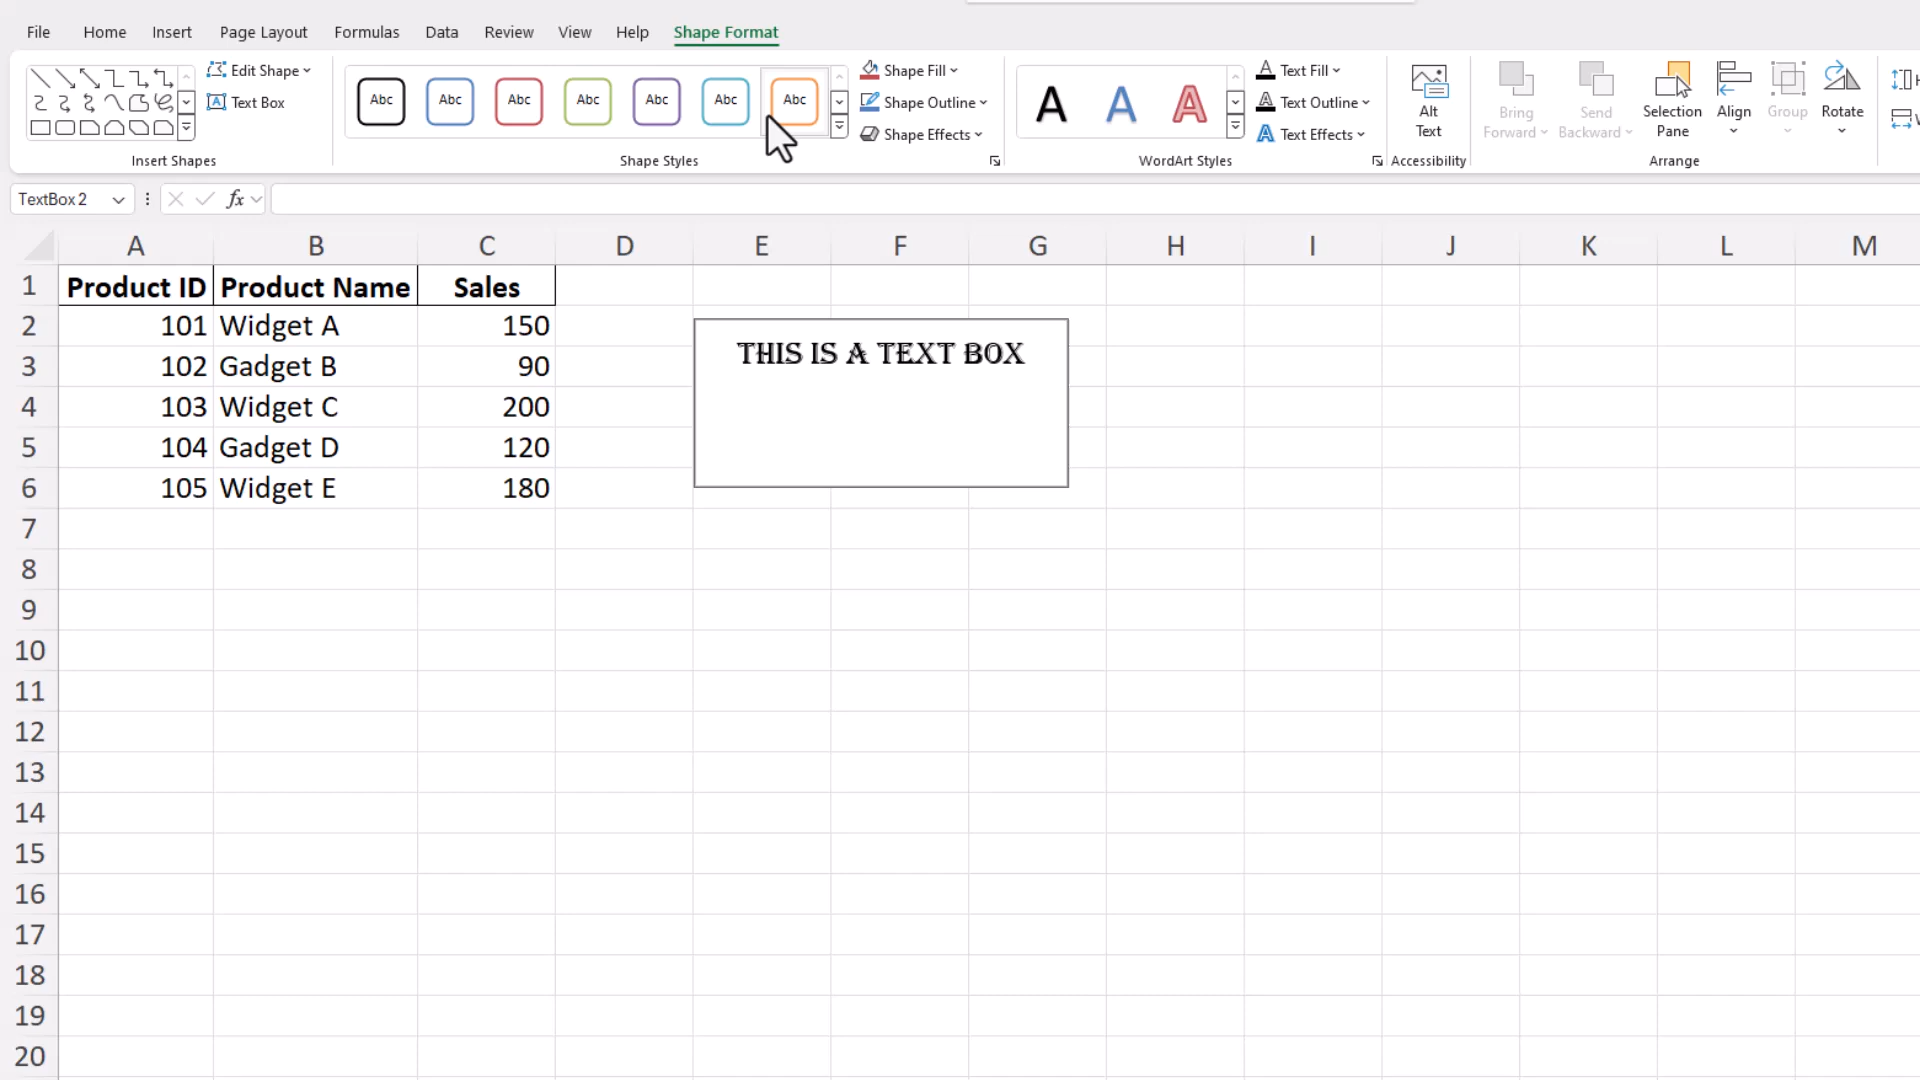 File Home Insert Page Layout Formulas Data Review View Help Shape Format
Edit Shape
Text Box
Insert Shapes
Abc Abc Abc Abc Abc Abc Abc
Shape Fill
Shape Outline
Shape Effects
Shape Styles
A A A
Text Fill
Text Outline
Text Effects
WordArt Styles
Alt
Text
Accessibility
Bring
Forward
Send
Backward
Selection
Pane
Align
Group
Rotate
Arrange
TextBox 2
fx
A B C D E F G H I J K L M
1 Product ID Product Name Sales
2 101 Widget A 150
3 102 Gadget B 90
4 103 Widget C 200
5 104 Gadget D 120
6 105 Widget E 180
THIS IS A TEXT BOX
7
8
9
10
11
12
13
14
15
16
17
18
19
20